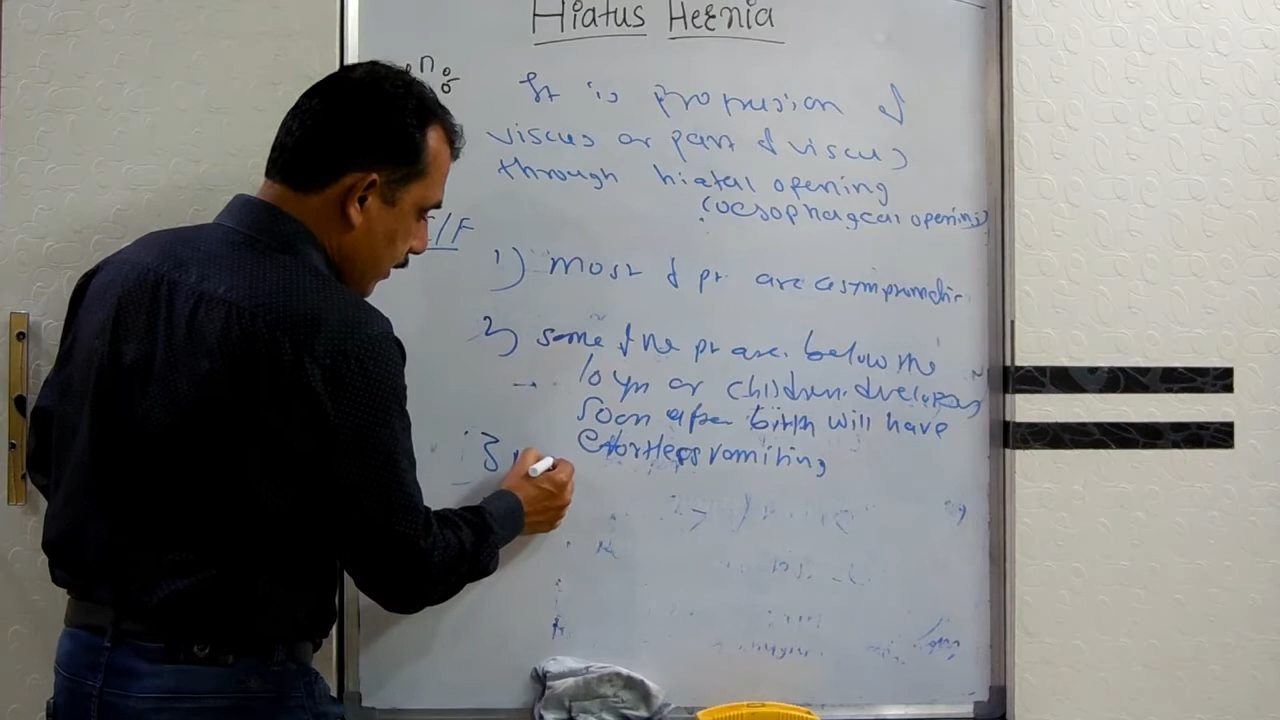 Hiatus Hernia
It is protrusion of
viscus or part of viscus
through hiatal opening
(oesophageal opening)
C/F
1) most of pt are asymptomatic
2) some of the pt are below the
→ 10 yrs or children develops
soon after birth will have
effortless vomiting
3